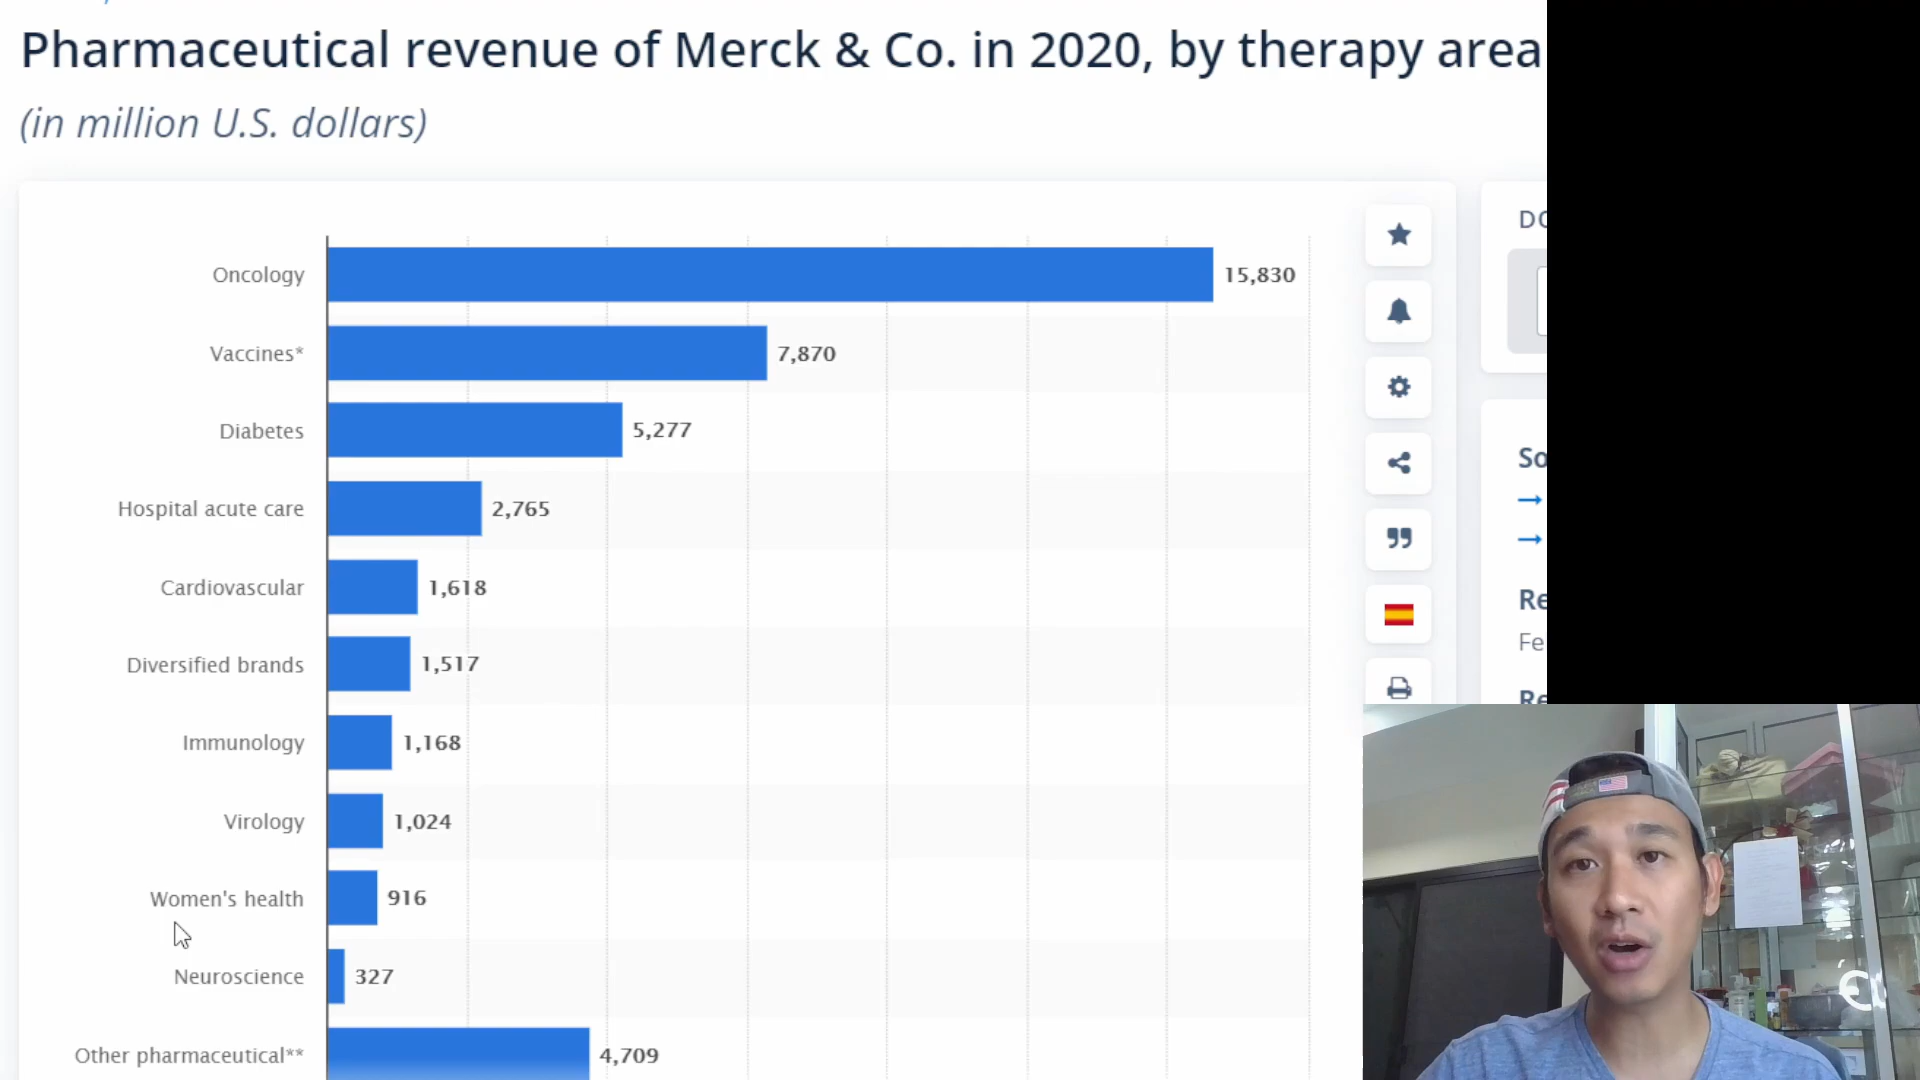 Pharmaceutical revenue of Merck & Co. in 2020, by therapy area
(in million U.S. dollars)
Oncology 15,830
Vaccines* 7,870
Diabetes 5,277
Hospital acute care 2,765
Cardiovascular 1,618
Diversified brands 1,517
Immunology 1,168
Virology 1,024
Women's health 916
Neuroscience 327
Other pharmaceutical** 4,709